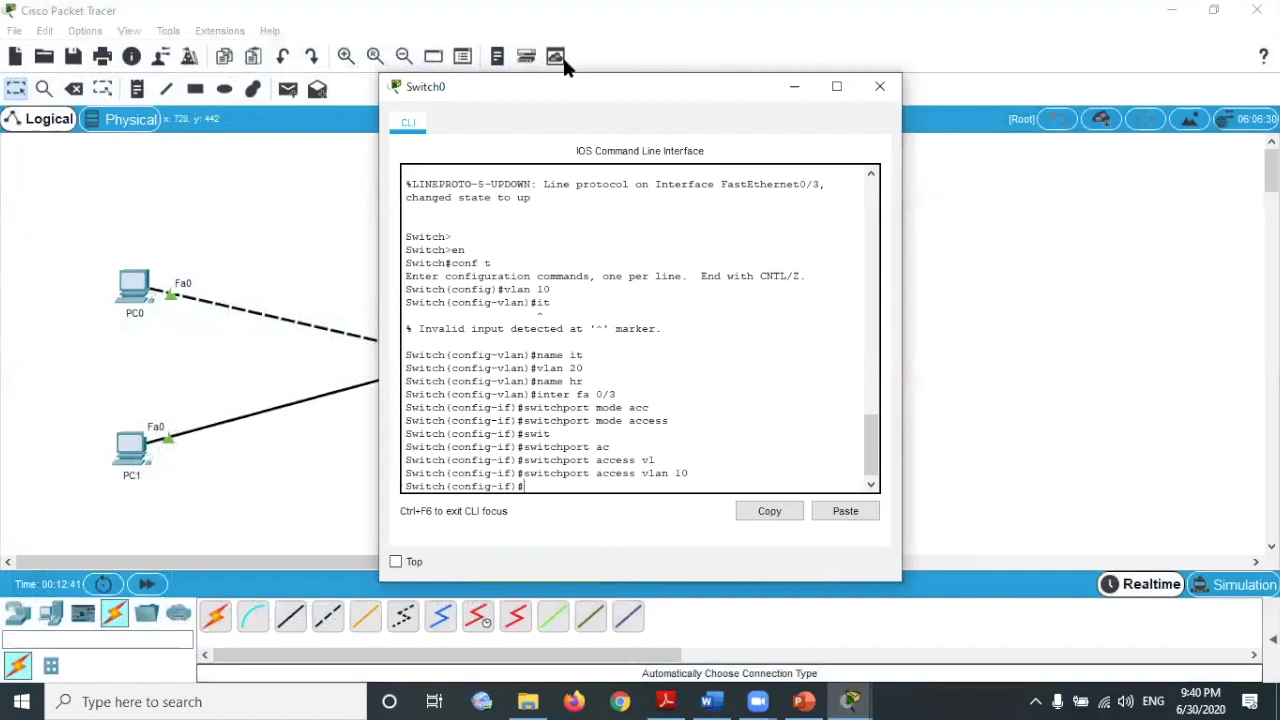 Cisco Packet Tracer
File Edit Options View Tools Extensions Help
Switch0
Logical Physical x: 728, y: 442 [Root] 06:06:30
CLI
IOS Command Line Interface
%LINEPROTO-5-UPDOWN: Line protocol on Interface FastEthernet0/3,
changed state to up
Switch>
Switch>en
Switch#conf t
Enter configuration commands, one per line.  End with CNTL/Z.
Switch(config)#vlan 10
Switch(config-vlan)#it
^
% Invalid input detected at '^' marker.
Switch(config-vlan)#name it
Switch(config-vlan)#vlan 20
Switch(config-vlan)#name hr
Switch(config-vlan)#inter fa 0/3
Switch(config-if)#switchport mode acc
Switch(config-if)#switchport mode access
Switch(config-if)#swit
Switch(config-if)#switchport ac
Switch(config-if)#switchport access vl
Switch(config-if)#switchport access vlan 10
Switch(config-if)#
Fa0
PC0
Fa0
PC1
Ctrl+F6 to exit CLI focus
Copy Paste
Top
Time: 00:12:41 Realtime Simulation
Automatically Choose Connection Type
Type here to search
ENG
9:40 PM
6/30/2020